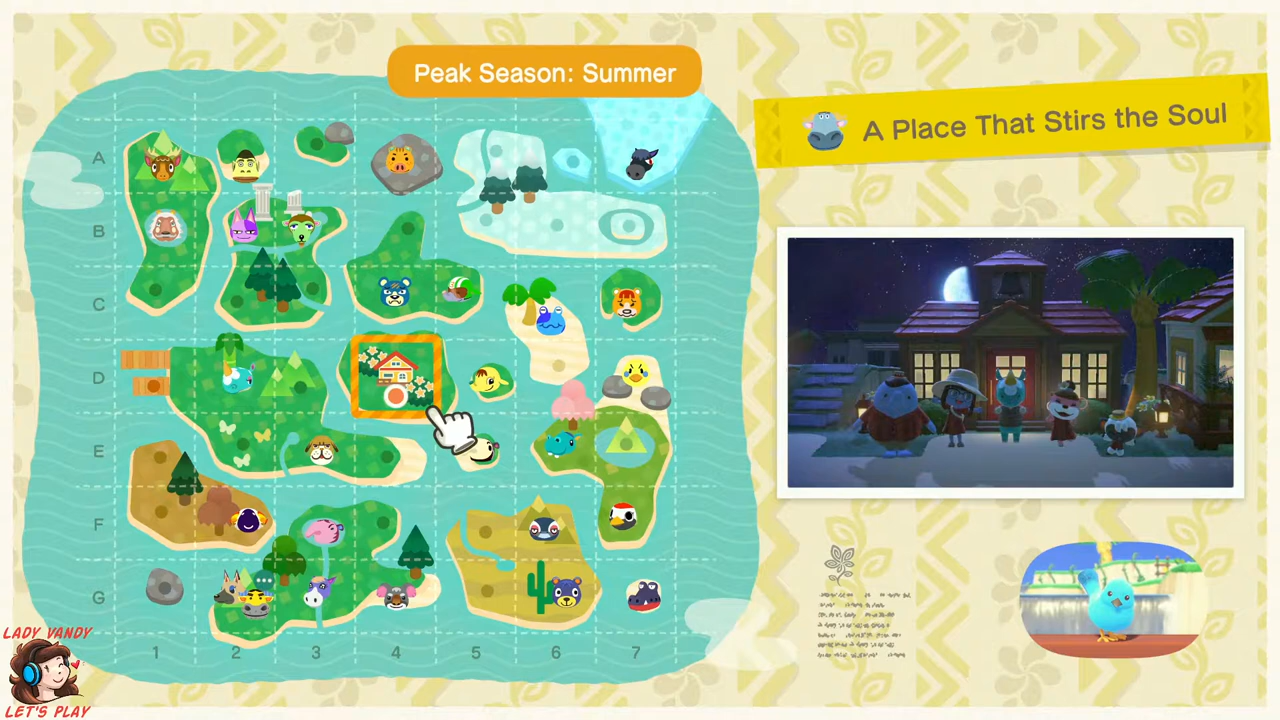 Peak Season: Summer
A Place That Stirs the Soul
A
B
C
D
E
F
G
1 2 3 4 5 6 7
LADY VANDY
LET'S PLAY